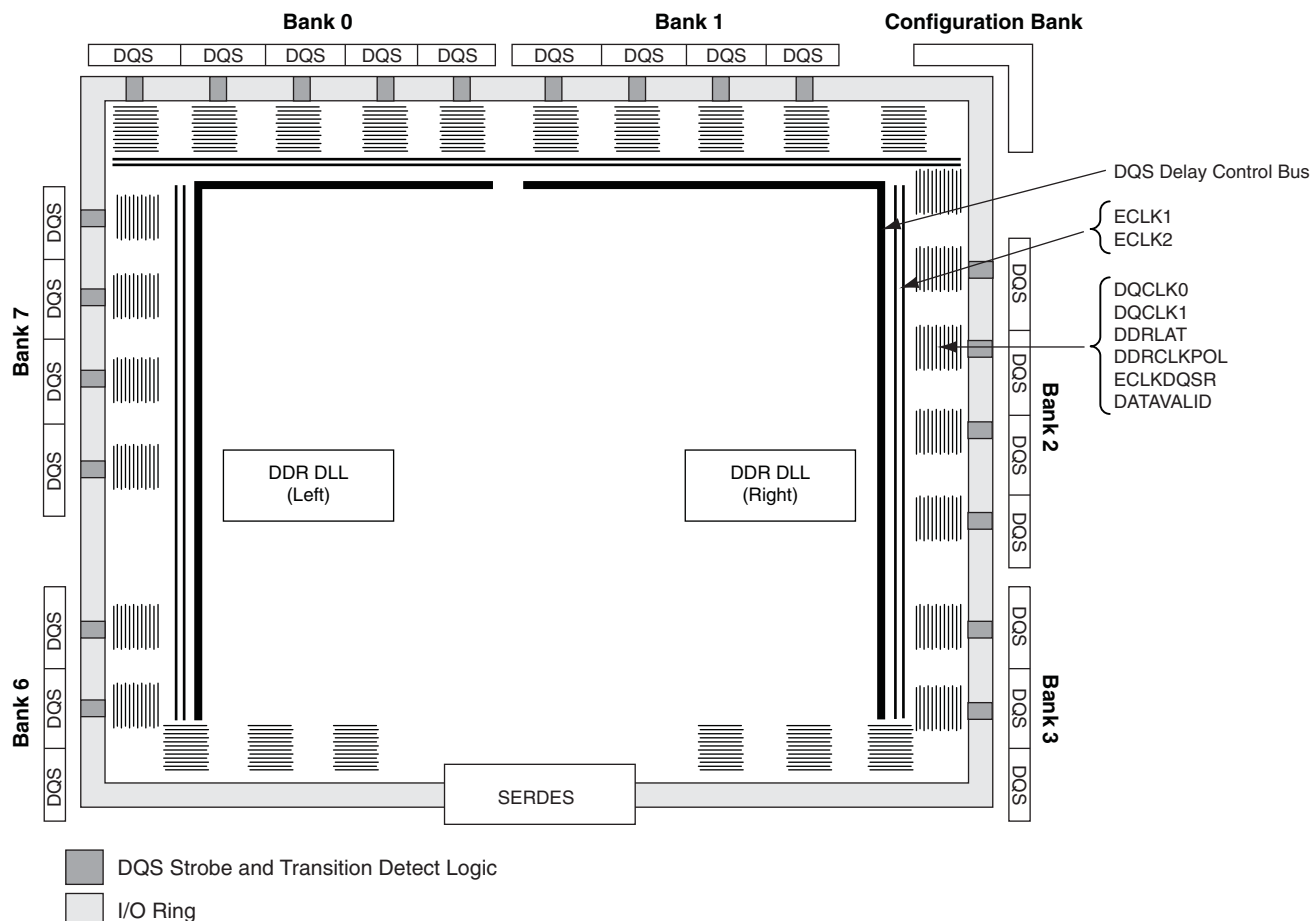 Bank 0
Bank 1
Configuration Bank
DQS DQS DQS DQS DQS
DQS DQS DQS DQS
DQS Delay Control Bus
ECLK1
ECLK2
DQCLK0
DQCLK1
DDRLAT
DDRCLKPOL
ECLKDQSR
DATAVALID
Bank 7
DQS
DQS
DQS
DQS
Bank 6
DQS
DQS
DQS
DDR DLL
(Left)
DDR DLL
(Right)
DQS
DQS
DQS
DQS
Bank 2
DQS
DQS
DQS
Bank 3
SERDES
DQS Strobe and Transition Detect Logic
I/O Ring